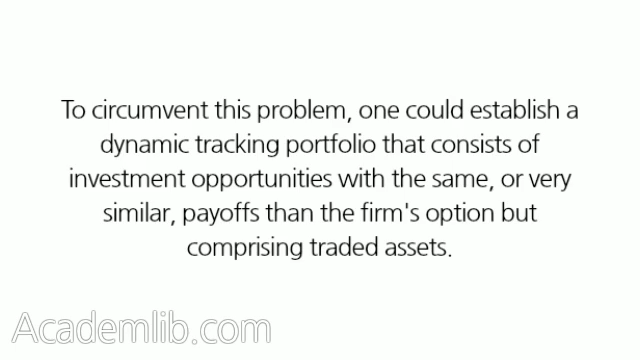 To circumvent this problem, one could establish a
dynamic tracking portfolio that consists of
investment opportunities with the same, or very
similar, payoffs than the firm's option but
comprising traded assets.
Academlib.com